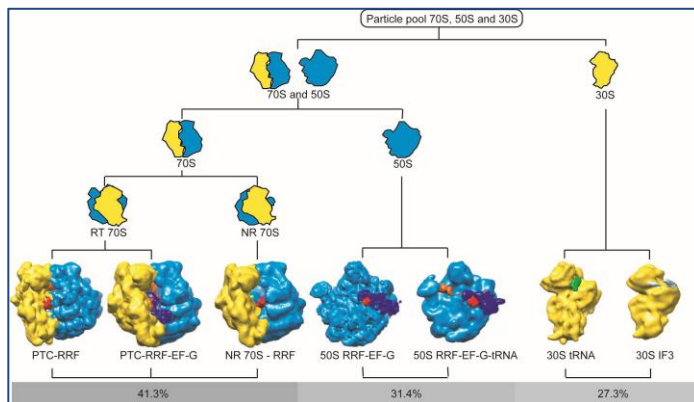 Particle pool 70S, 50S and 30S
70S and 50S
30S
70S
50S
RT 70S
NR 70S
PTC-RRF
PTC-RRF-EF-G
NR 70S - RRF
50S RRF-EF-G
50S RRF-EF-G-tRNA
30S tRNA
30S IF3
41.3%
31.4%
27.3%